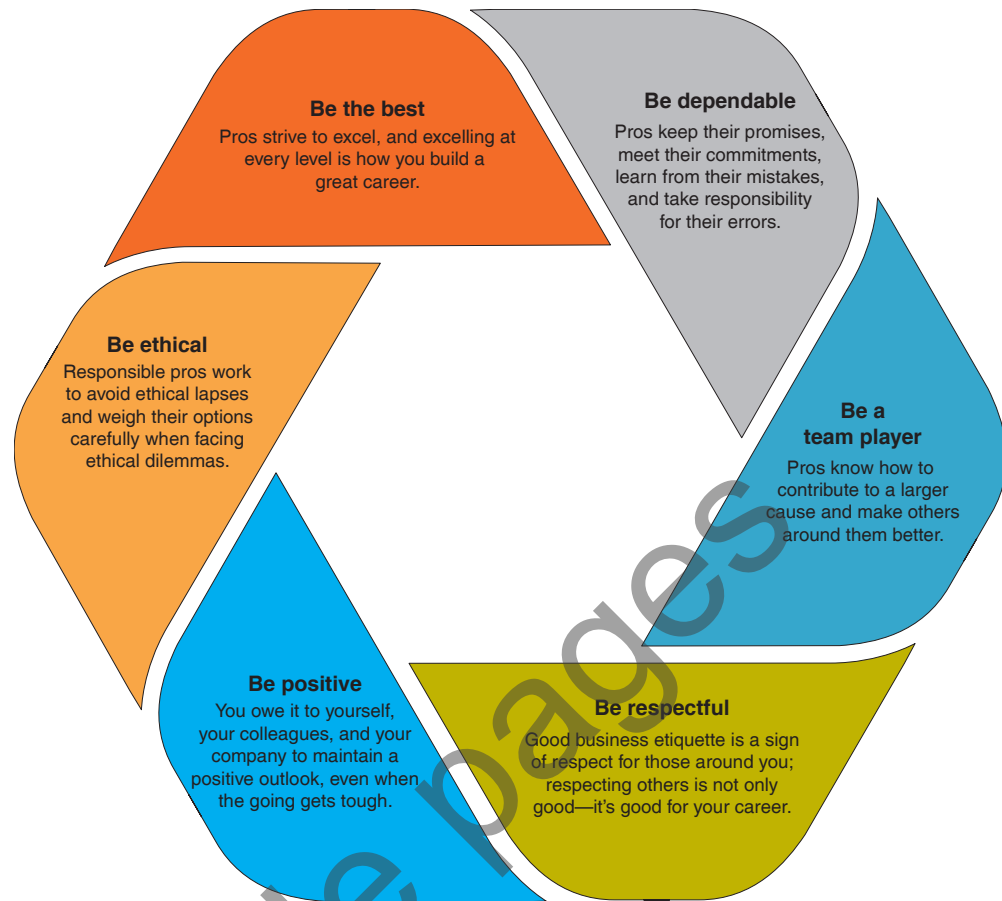 Be the best
Pros strive to excel, and excelling at
every level is how you build a
great career.
Be dependable
Pros keep their promises,
meet their commitments,
learn from their mistakes,
and take responsibility
for their errors.
Be a
team player
Pros know how to
contribute to a larger
cause and make others
around them better.
Be respectful
Good business etiquette is a sign
of respect for those around you;
respecting others is not only
good—it's good for your career.
Be positive
You owe it to yourself,
your colleagues, and your
company to maintain a
positive outlook, even when
the going gets tough.
Be ethical
Responsible pros work
to avoid ethical lapses
and weigh their options
carefully when facing
ethical dilemmas.
pages